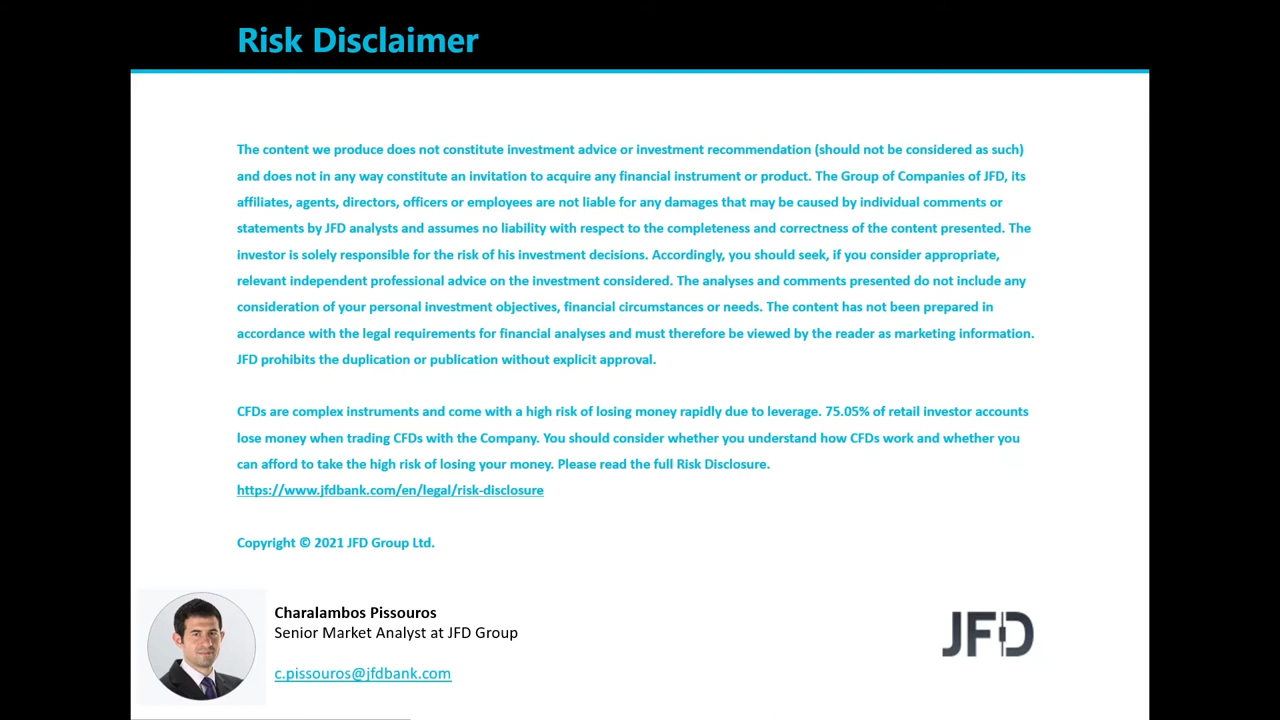 Risk Disclaimer
The content we produce does not constitute investment advice or investment recommendation (should not be considered as such)
and does not in any way constitute an invitation to acquire any financial instrument or product. The Group of Companies of JFD, its
affiliates, agents, directors, officers or employees are not liable for any damages that may be caused by individual comments or
statements by JFD analysts and assumes no liability with respect to the completeness and correctness of the content presented. The
investor is solely responsible for the risk of his investment decisions. Accordingly, you should seek, if you consider appropriate,
relevant independent professional advice on the investment considered. The analyses and comments presented do not include any
consideration of your personal investment objectives, financial circumstances or needs. The content has not been prepared in
accordance with the legal requirements for financial analyses and must therefore be viewed by the reader as marketing information.
JFD prohibits the duplication or publication without explicit approval.
CFDs are complex instruments and come with a high risk of losing money rapidly due to leverage. 75.05% of retail investor accounts
lose money when trading CFDs with the Company. You should consider whether you understand how CFDs work and whether you
can afford to take the high risk of losing your money. Please read the full Risk Disclosure.
https://www.jfdbank.com/en/legal/risk-disclosure
Copyright © 2021 JFD Group Ltd.
Charalambos Pissouros
Senior Market Analyst at JFD Group
c.pissouros@jfdbank.com
JFD